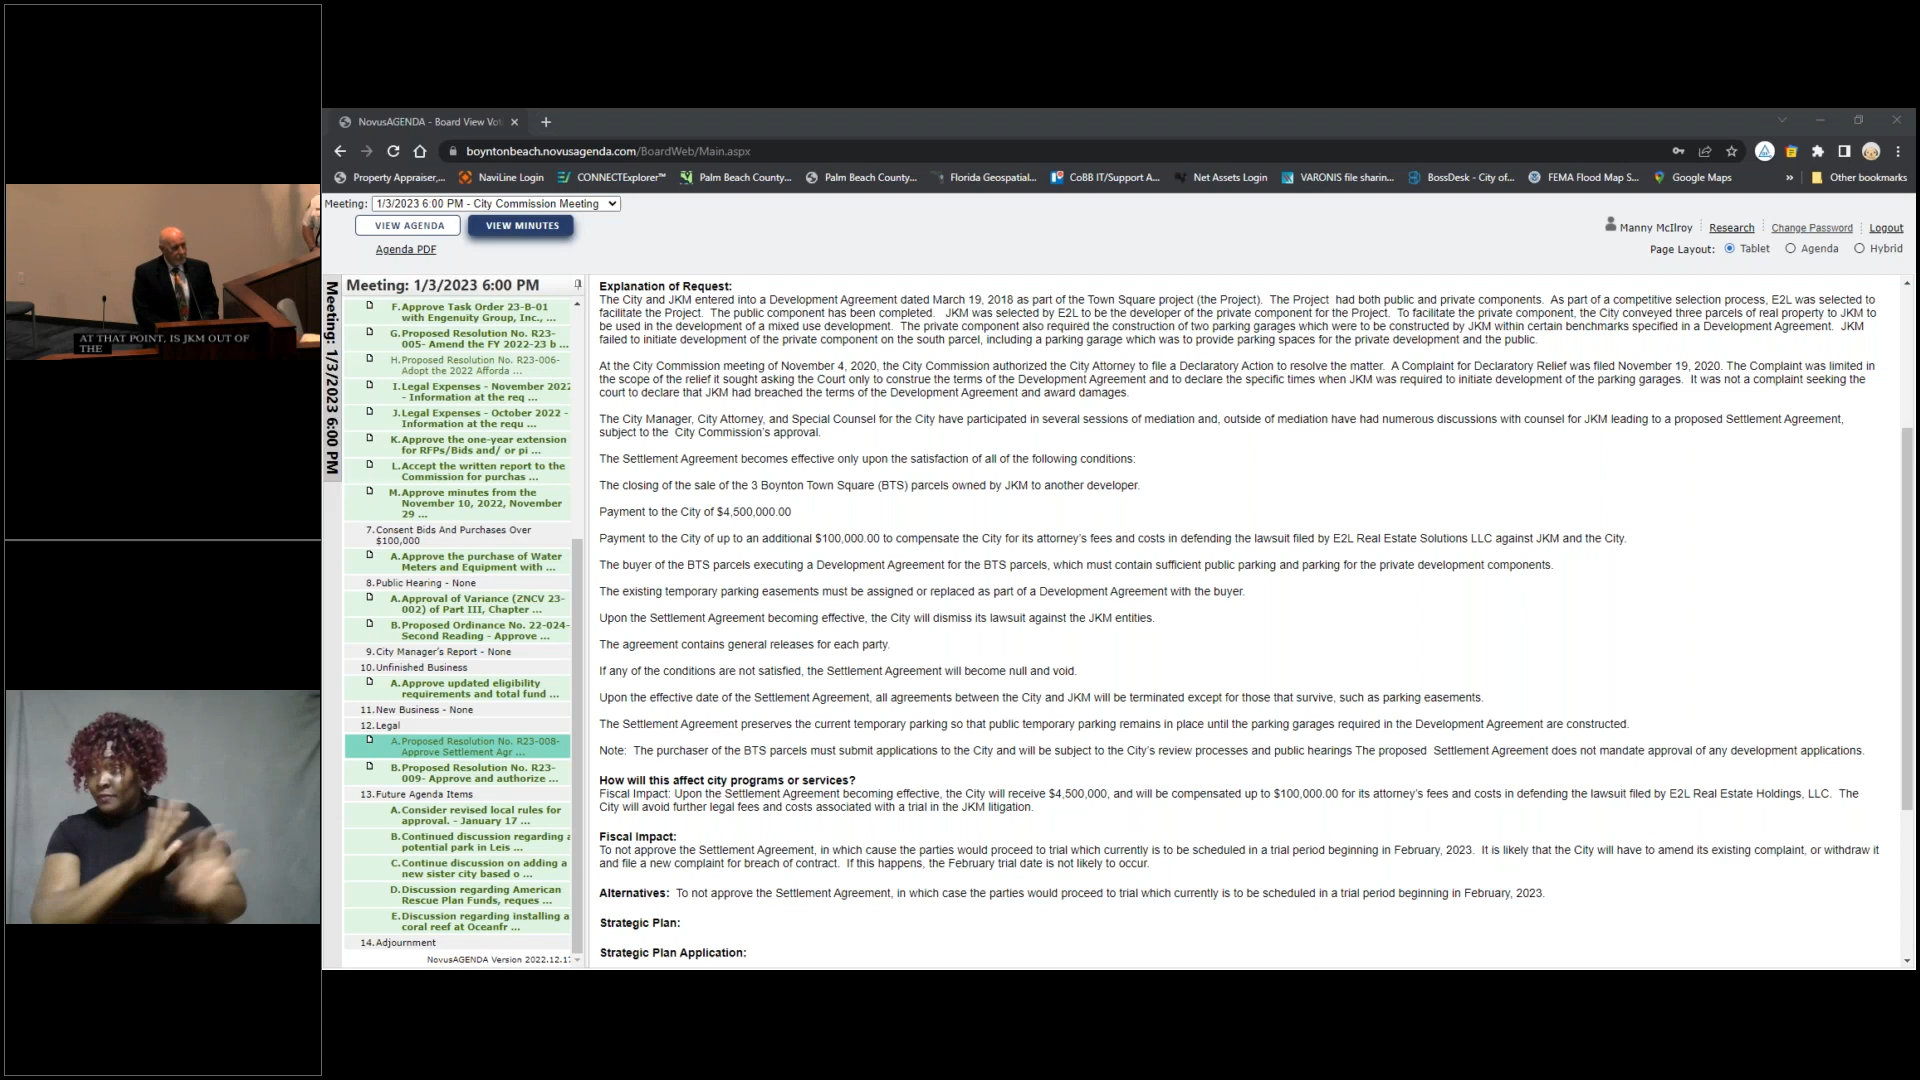 NovusAGENDA - Board View Vot
boyntonbeach.novusagenda.com/BoardWeb/Main.aspx
Property Appraiser,... NaviLine Login CONNECTExplorer™ Palm Beach County... Palm Beach County... Florida Geospatial... CoBB IT/Support A... Net Assets Login VARONIS file sharin... BossDesk - City of... FEMA Flood Map S... Google Maps » Other bookmarks
Meeting: 1/3/2023 6:00 PM - City Commission Meeting
VIEW AGENDA VIEW MINUTES
Agenda PDF
Manny McIlroy Research Change Password Logout
Page Layout: Tablet Agenda Hybrid
Meeting: 1/3/2023 6:00 PM
Meeting: 1/3/2023 6:00 PM
F. Approve Task Order 23-B-01
with Engenuity Group, Inc., ...
G. Proposed Resolution No. R23-
005- Amend the FY 2022-23 b ...
H. Proposed Resolution No. R23-006-
Adopt the 2022 Afforda ...
I. Legal Expenses - November 2022
- Information at the req ...
J. Legal Expenses - October 2022 -
Information at the requ ...
K. Approve the one-year extension
for RFPs/Bids and/ or pi ...
L. Accept the written report to the
Commission for purchas ...
M. Approve minutes from the
November 10, 2022, November
29 ...
7. Consent Bids And Purchases Over
$100,000
A. Approve the purchase of Water
Meters and Equipment with ...
8. Public Hearing - None
A. Approval of Variance (ZNCV 23-
002) of Part III, Chapter ...
B. Proposed Ordinance No. 22-024-
Second Reading - Approve ...
9. City Manager's Report - None
10. Unfinished Business
A. Approve updated eligibility
requirements and total fund ...
11. New Business - None
12. Legal
A. Proposed Resolution No. R23-008-
Approve Settlement Agr ...
B. Proposed Resolution No. R23-
009- Approve and authorize ...
13. Future Agenda Items
A. Consider revised local rules for
approval. - January 17 ...
B. Continued discussion regarding a
potential park in Leis ...
C. Continue discussion on adding a
new sister city based o ...
D. Discussion regarding American
Rescue Plan Funds, reques ...
E. Discussion regarding installing a
coral reef at Oceanfr ...
14. Adjournment
NovusAGENDA Version 2022.12.17
Explanation of Request:
The City and JKM entered into a Development Agreement dated March 19, 2018 as part of the Town Square project (the Project). The Project had both public and private components. As part of a competitive selection process, E2L was selected to
facilitate the Project. The public component has been completed. JKM was selected by E2L to be the developer of the private component for the Project. To facilitate the private component, the City conveyed three parcels of real property to JKM to
be used in the development of a mixed use development. The private component also required the construction of two parking garages which were to be constructed by JKM within certain benchmarks specified in a Development Agreement. JKM
failed to initiate development of the private component on the south parcel, including a parking garage which was to provide parking spaces for the private development and the public.
At the City Commission meeting of November 4, 2020, the City Commission authorized the City Attorney to file a Declaratory Action to resolve the matter. A Complaint for Declaratory Relief was filed November 19, 2020. The Complaint was limited in
the scope of the relief it sought asking the Court only to construe the terms of the Development Agreement and to declare the specific times when JKM was required to initiate development of the parking garages. It was not a complaint seeking the
court to declare that JKM had breached the terms of the Development Agreement and award damages.
The City Manager, City Attorney, and Special Counsel for the City have participated in several sessions of mediation and, outside of mediation have had numerous discussions with counsel for JKM leading to a proposed Settlement Agreement,
subject to the City Commission's approval.
The Settlement Agreement becomes effective only upon the satisfaction of all of the following conditions:
The closing of the sale of the 3 Boynton Town Square (BTS) parcels owned by JKM to another developer.
Payment to the City of $4,500,000.00
Payment to the City of up to an additional $100,000.00 to compensate the City for its attorney's fees and costs in defending the lawsuit filed by E2L Real Estate Solutions LLC against JKM and the City.
The buyer of the BTS parcels executing a Development Agreement for the BTS parcels, which must contain sufficient public parking and parking for the private development components.
The existing temporary parking easements must be assigned or replaced as part of a Development Agreement with the buyer.
Upon the Settlement Agreement becoming effective, the City will dismiss its lawsuit against the JKM entities.
The agreement contains general releases for each party.
If any of the conditions are not satisfied, the Settlement Agreement will become null and void.
Upon the effective date of the Settlement Agreement, all agreements between the City and JKM will be terminated except for those that survive, such as parking easements.
The Settlement Agreement preserves the current temporary parking so that public temporary parking remains in place until the parking garages required in the Development Agreement are constructed.
Note: The purchaser of the BTS parcels must submit applications to the City and will be subject to the City's review processes and public hearings The proposed Settlement Agreement does not mandate approval of any development applications.
How will this affect city programs or services?
Fiscal Impact: Upon the Settlement Agreement becoming effective, the City will receive $4,500,000, and will be compensated up to $100,000.00 for its attorney's fees and costs in defending the lawsuit filed by E2L Real Estate Holdings, LLC. The
City will avoid further legal fees and costs associated with a trial in the JKM litigation.
Fiscal Impact:
To not approve the Settlement Agreement, in which cause the parties would proceed to trial which currently is to be scheduled in a trial period beginning in February, 2023. It is likely that the City will have to amend its existing complaint, or withdraw it
and file a new complaint for breach of contract. If this happens, the February trial date is not likely to occur.
Alternatives: To not approve the Settlement Agreement, in which case the parties would proceed to trial which currently is to be scheduled in a trial period beginning in February, 2023.
Strategic Plan:
Strategic Plan Application:
AT THAT POINT, IS JKM OUT OF
THE